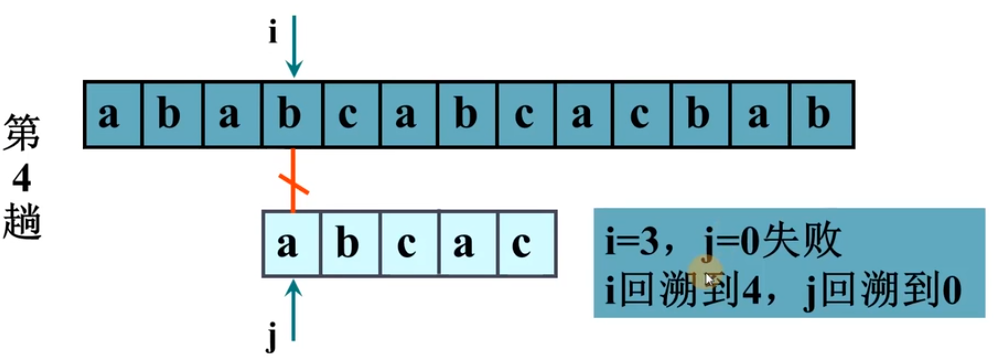 i
a b a b c a b c a c b a b
第4趟
a b c a c
i=3，j=0失败
i回溯到4，j回溯到0
j